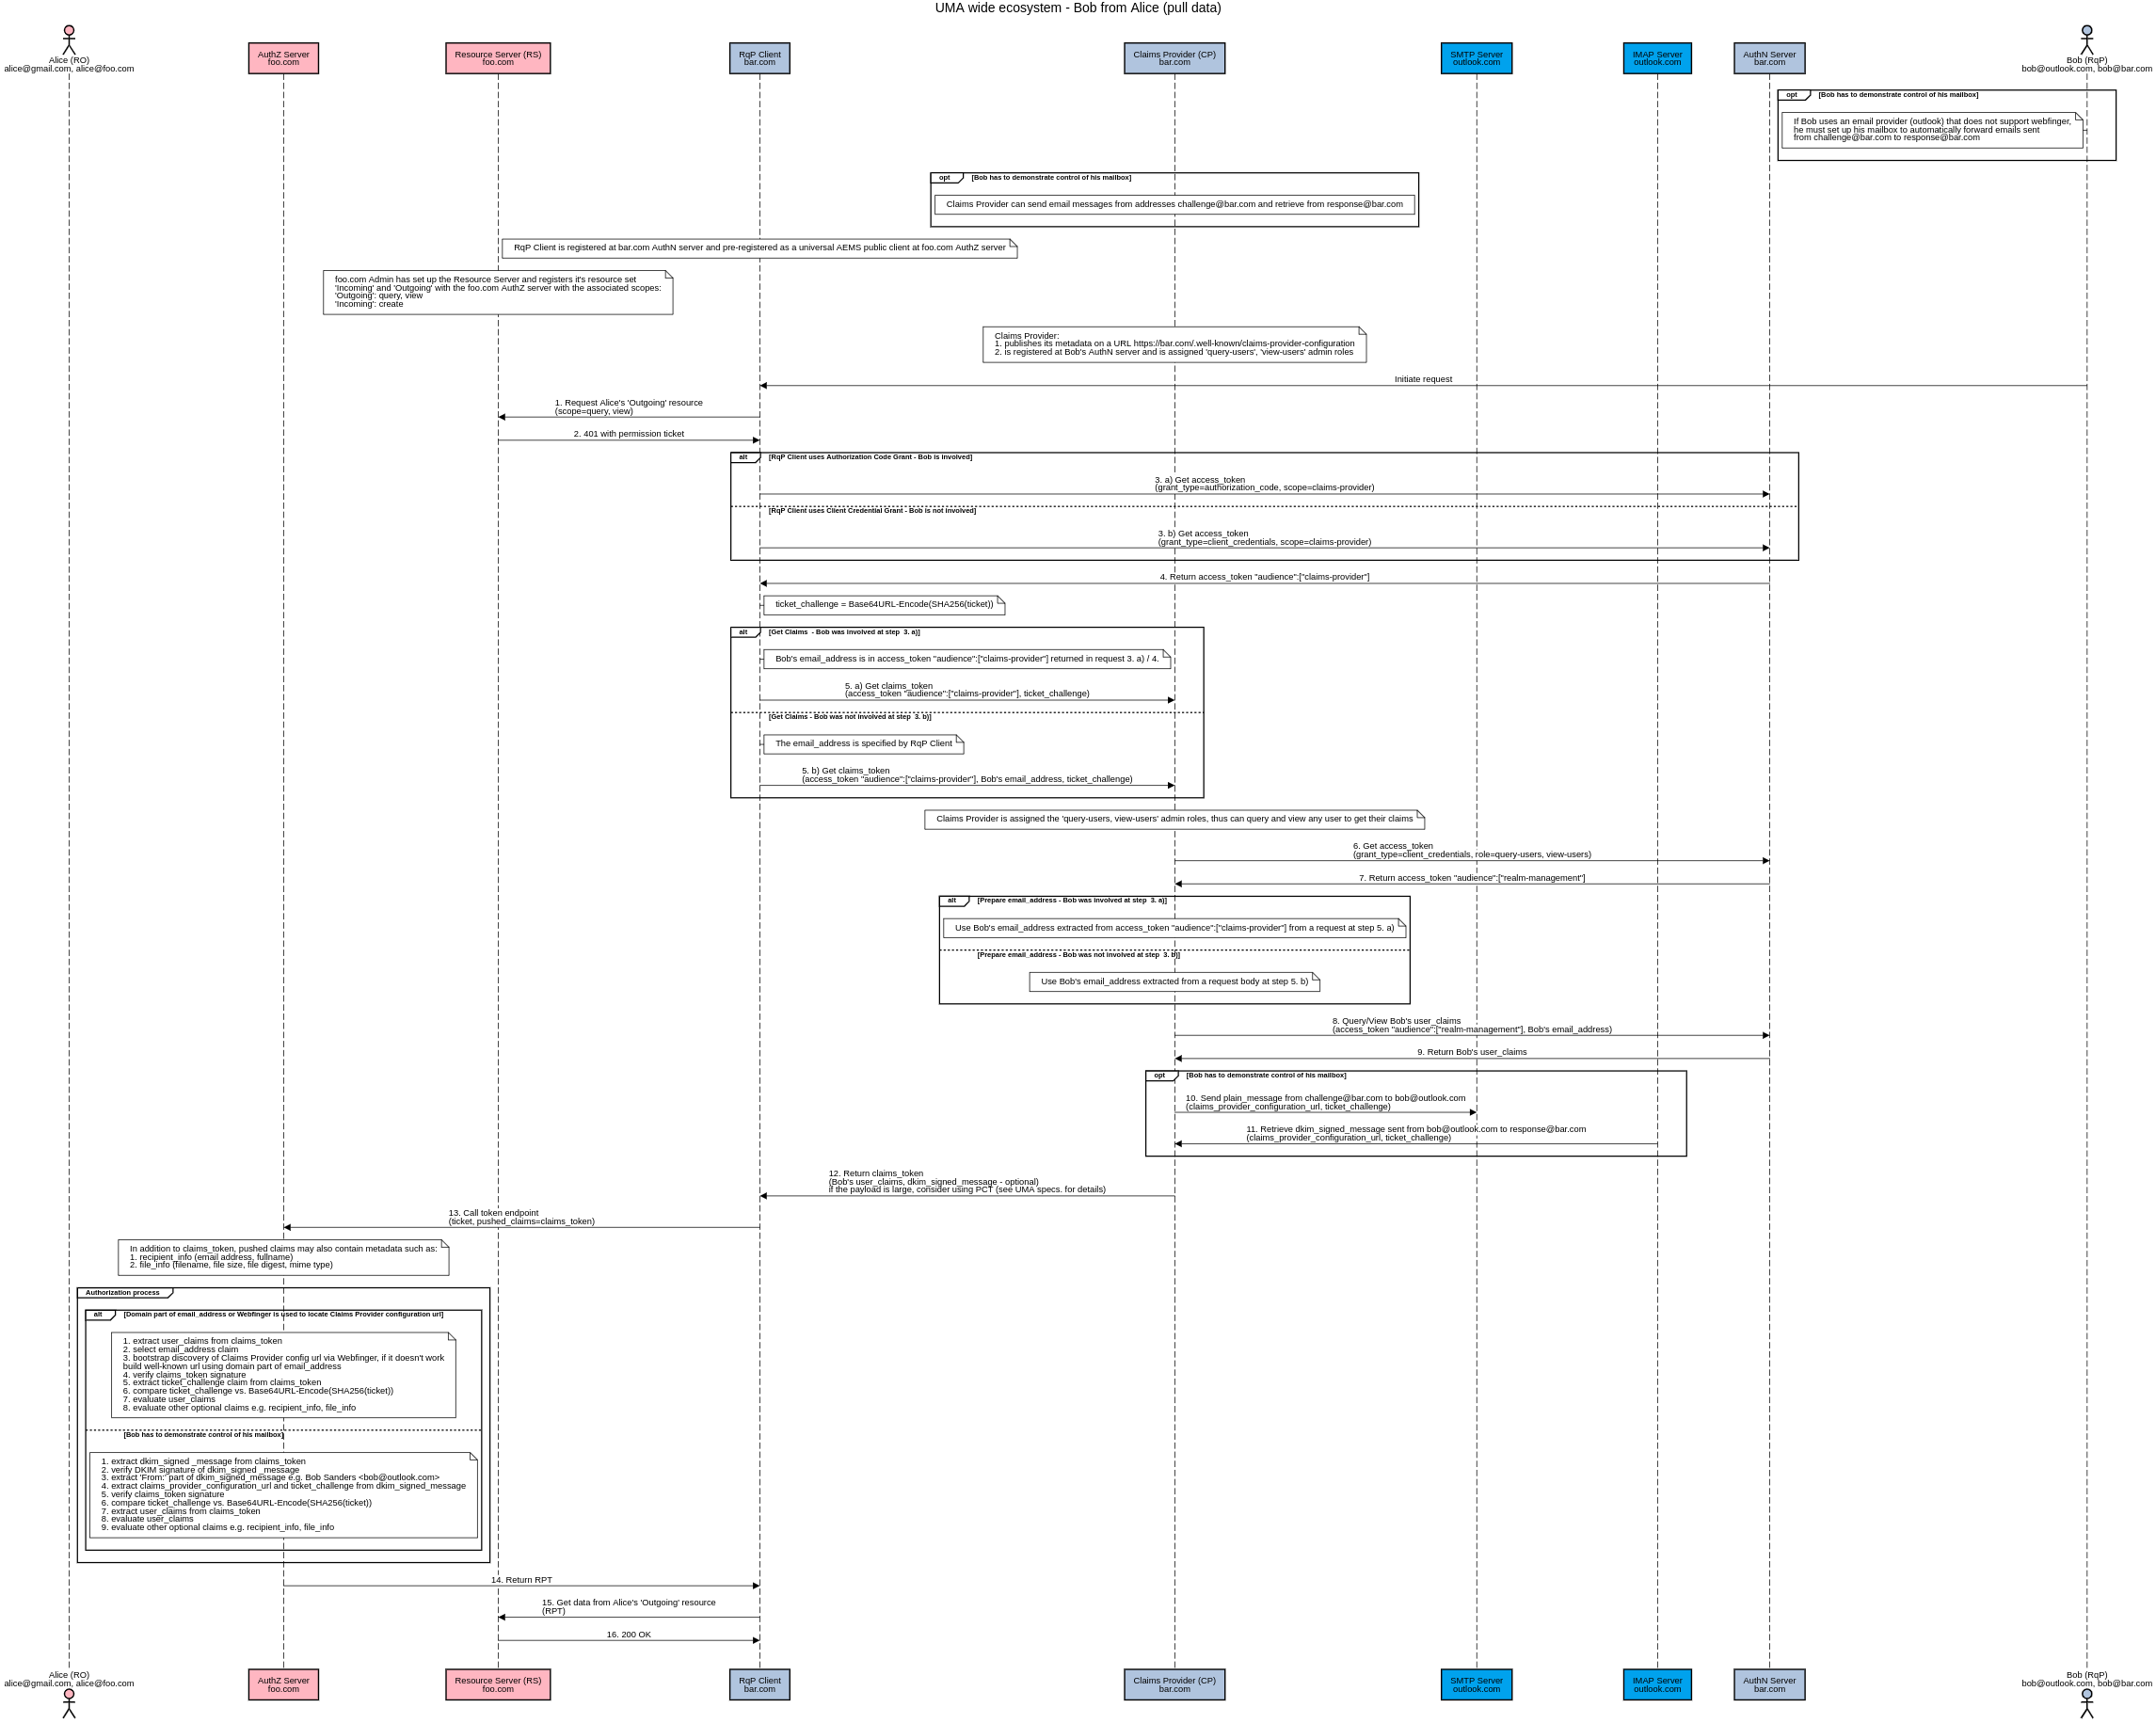 UMA wide ecosystem - Bob from Alice (pull data)
Alice (RO)
alice@gmail.com, alice@foo.com
AuthZ Server
foo.com
Resource Server (RS)
foo.com
RqP Client
bar.com
Claims Provider (CP)
bar.com
SMTP Server
outlook.com
IMAP Server
outlook.com
AuthN Server
bar.com
Bob (RqP)
bob@outlook.com, bob@bar.com
opt [Bob has to demonstrate control of his mailbox]
If Bob uses an email provider (outlook) that does not support webfinger,
he must set up his mailbox to automatically forward emails sent
from challenge@bar.com to response@bar.com
opt [Bob has to demonstrate control of his mailbox]
Claims Provider can send email messages from addresses challenge@bar.com and retrieve from response@bar.com
RqP Client is registered at bar.com AuthN server and pre-registered as a universal AEMS public client at foo.com AuthZ server
foo.com Admin has set up the Resource Server and registers it's resource set
'Incoming' and 'Outgoing' with the foo.com AuthZ server with the associated scopes:
'Outgoing': query, view
'Incoming': create
Claims Provider:
1. publishes its metadata on a URL https://bar.com/.well-known/claims-provider-configuration
2. is registered at Bob's AuthN server and is assigned 'query-users', 'view-users' admin roles
Initiate request
1. Request Alice's 'Outgoing' resource
(scope=query, view)
2. 401 with permission ticket
alt [RqP Client uses Authorization Code Grant - Bob is involved]
3. a) Get access_token
(grant_type=authorization_code, scope=claims-provider)
[RqP Client uses Client Credential Grant - Bob is not involved]
3. b) Get access_token
(grant_type=client_credentials, scope=claims-provider)
4. Return access_token "audience":["claims-provider"]
ticket_challenge = Base64URL-Encode(SHA256(ticket))
alt [Get Claims  - Bob was involved at step  3. a)]
Bob's email_address is in access_token "audience":["claims-provider"] returned in request 3. a) / 4.
5. a) Get claims_token
(access_token "audience":["claims-provider"], ticket_challenge)
[Get Claims - Bob was not involved at step  3. b)]
The email_address is specified by RqP Client
5. b) Get claims_token
(access_token "audience":["claims-provider"], Bob's email_address, ticket_challenge)
Claims Provider is assigned the 'query-users, view-users' admin roles, thus can query and view any user to get their claims
6. Get access_token
(grant_type=client_credentials, role=query-users, view-users)
7. Return access_token "audience":["realm-management"]
alt [Prepare email_address - Bob was involved at step  3. a)]
Use Bob's email_address extracted from access_token "audience":["claims-provider"] from a request at step 5. a)
[Prepare email_address - Bob was not involved at step  3. b)]
Use Bob's email_address extracted from a request body at step 5. b)
8. Query/View Bob's user_claims
(access_token "audience":["realm-management"], Bob's email_address)
9. Return Bob's user_claims
opt [Bob has to demonstrate control of his mailbox]
10. Send plain_message from challenge@bar.com to bob@outlook.com
(claims_provider_configuration_url, ticket_challenge)
11. Retrieve dkim_signed_message sent from bob@outlook.com to response@bar.com
(claims_provider_configuration_url, ticket_challenge)
12. Return claims_token
(Bob's user_claims, dkim_signed_message - optional)
if the payload is large, consider using PCT (see UMA specs. for details)
13. Call token endpoint
(ticket, pushed_claims=claims_token)
In addition to claims_token, pushed claims may also contain metadata such as:
1. recipient_info (email address, fullname)
2. file_info (filename, file size, file digest, mime type)
Authorization process
alt [Domain part of email_address or Webfinger is used to locate Claims Provider configuration url]
1. extract user_claims from claims_token
2. select email_address claim
3. bootstrap discovery of Claims Provider config url via Webfinger, if it doesn't work
build well-known url using domain part of email_address
4. verify claims_token signature
5. extract ticket_challenge claim from claims_token
6. compare ticket_challenge vs. Base64URL-Encode(SHA256(ticket))
7. evaluate user_claims
8. evaluate other optional claims e.g. recipient_info, file_info
[Bob has to demonstrate control of his mailbox]
1. extract dkim_signed _message from claims_token
2. verify DKIM signature of dkim_signed _message
3. extract 'From:' part of dkim_signed_message e.g. Bob Sanders <bob@outlook.com>
4. extract claims_provider_configuration_url and ticket_challenge from dkim_signed_message
5. verify claims_token signature
6. compare ticket_challenge vs. Base64URL-Encode(SHA256(ticket))
7. extract user_claims from claims_token
8. evaluate user_claims
9. evaluate other optional claims e.g. recipient_info, file_info
14. Return RPT
15. Get data from Alice's 'Outgoing' resource
(RPT)
16. 200 OK
Alice (RO)
alice@gmail.com, alice@foo.com
AuthZ Server
foo.com
Resource Server (RS)
foo.com
RqP Client
bar.com
Claims Provider (CP)
bar.com
SMTP Server
outlook.com
IMAP Server
outlook.com
AuthN Server
bar.com
Bob (RqP)
bob@outlook.com, bob@bar.com